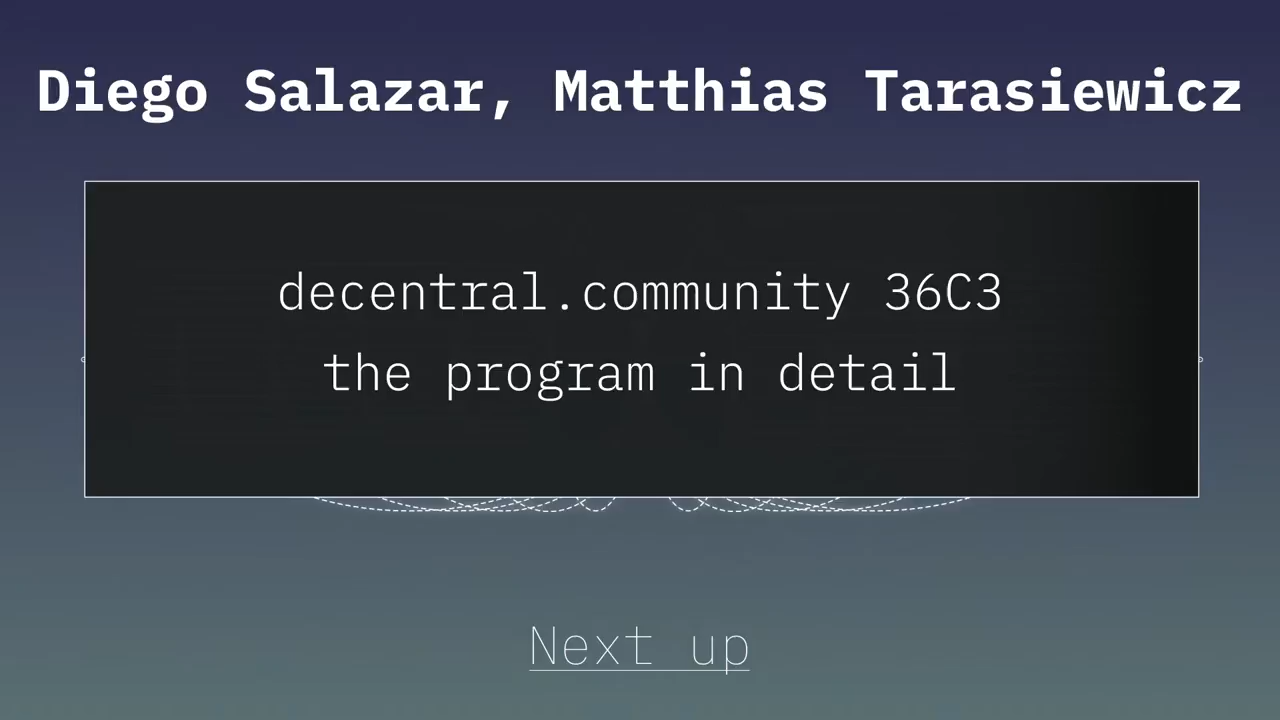 Diego Salazar, Matthias Tarasiewicz
decentral.community 36C3
the program in detail
Next up